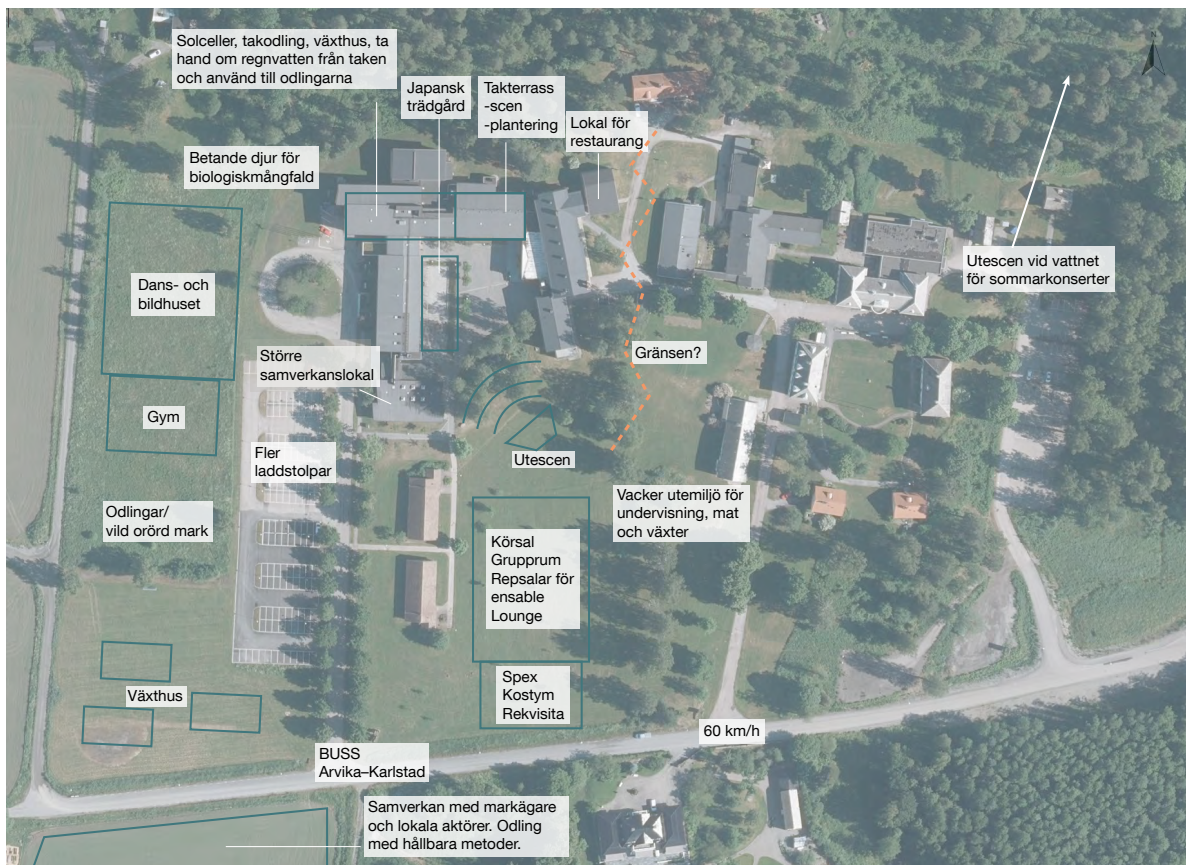 Solceller, takodling, växthus, ta
hand om regnvatten från taken
och använd till odlingarna
Japansk
trädgård
Takterrass
-scen
-plantering
Lokal för
restaurang
N
Betande djur för
biologiskmångfald
Utescen vid vattnet
för sommarkonserter
Dans- och
bildhuset
Större
samverkanslokal
Gränsen?
Gym
Fler
laddstolpar
Utescen
Odlingar/
vild orörd mark
Vacker utemiljö för
undervisning, mat
och växter
Körsal
Grupprum
Repsalar för
ensable
Lounge
Spex
Kostym
Rekvisita
Växthus
60 km/h
BUSS
Arvika–Karlstad
Samverkan med markägare
och lokala aktörer. Odling
med hållbara metoder.